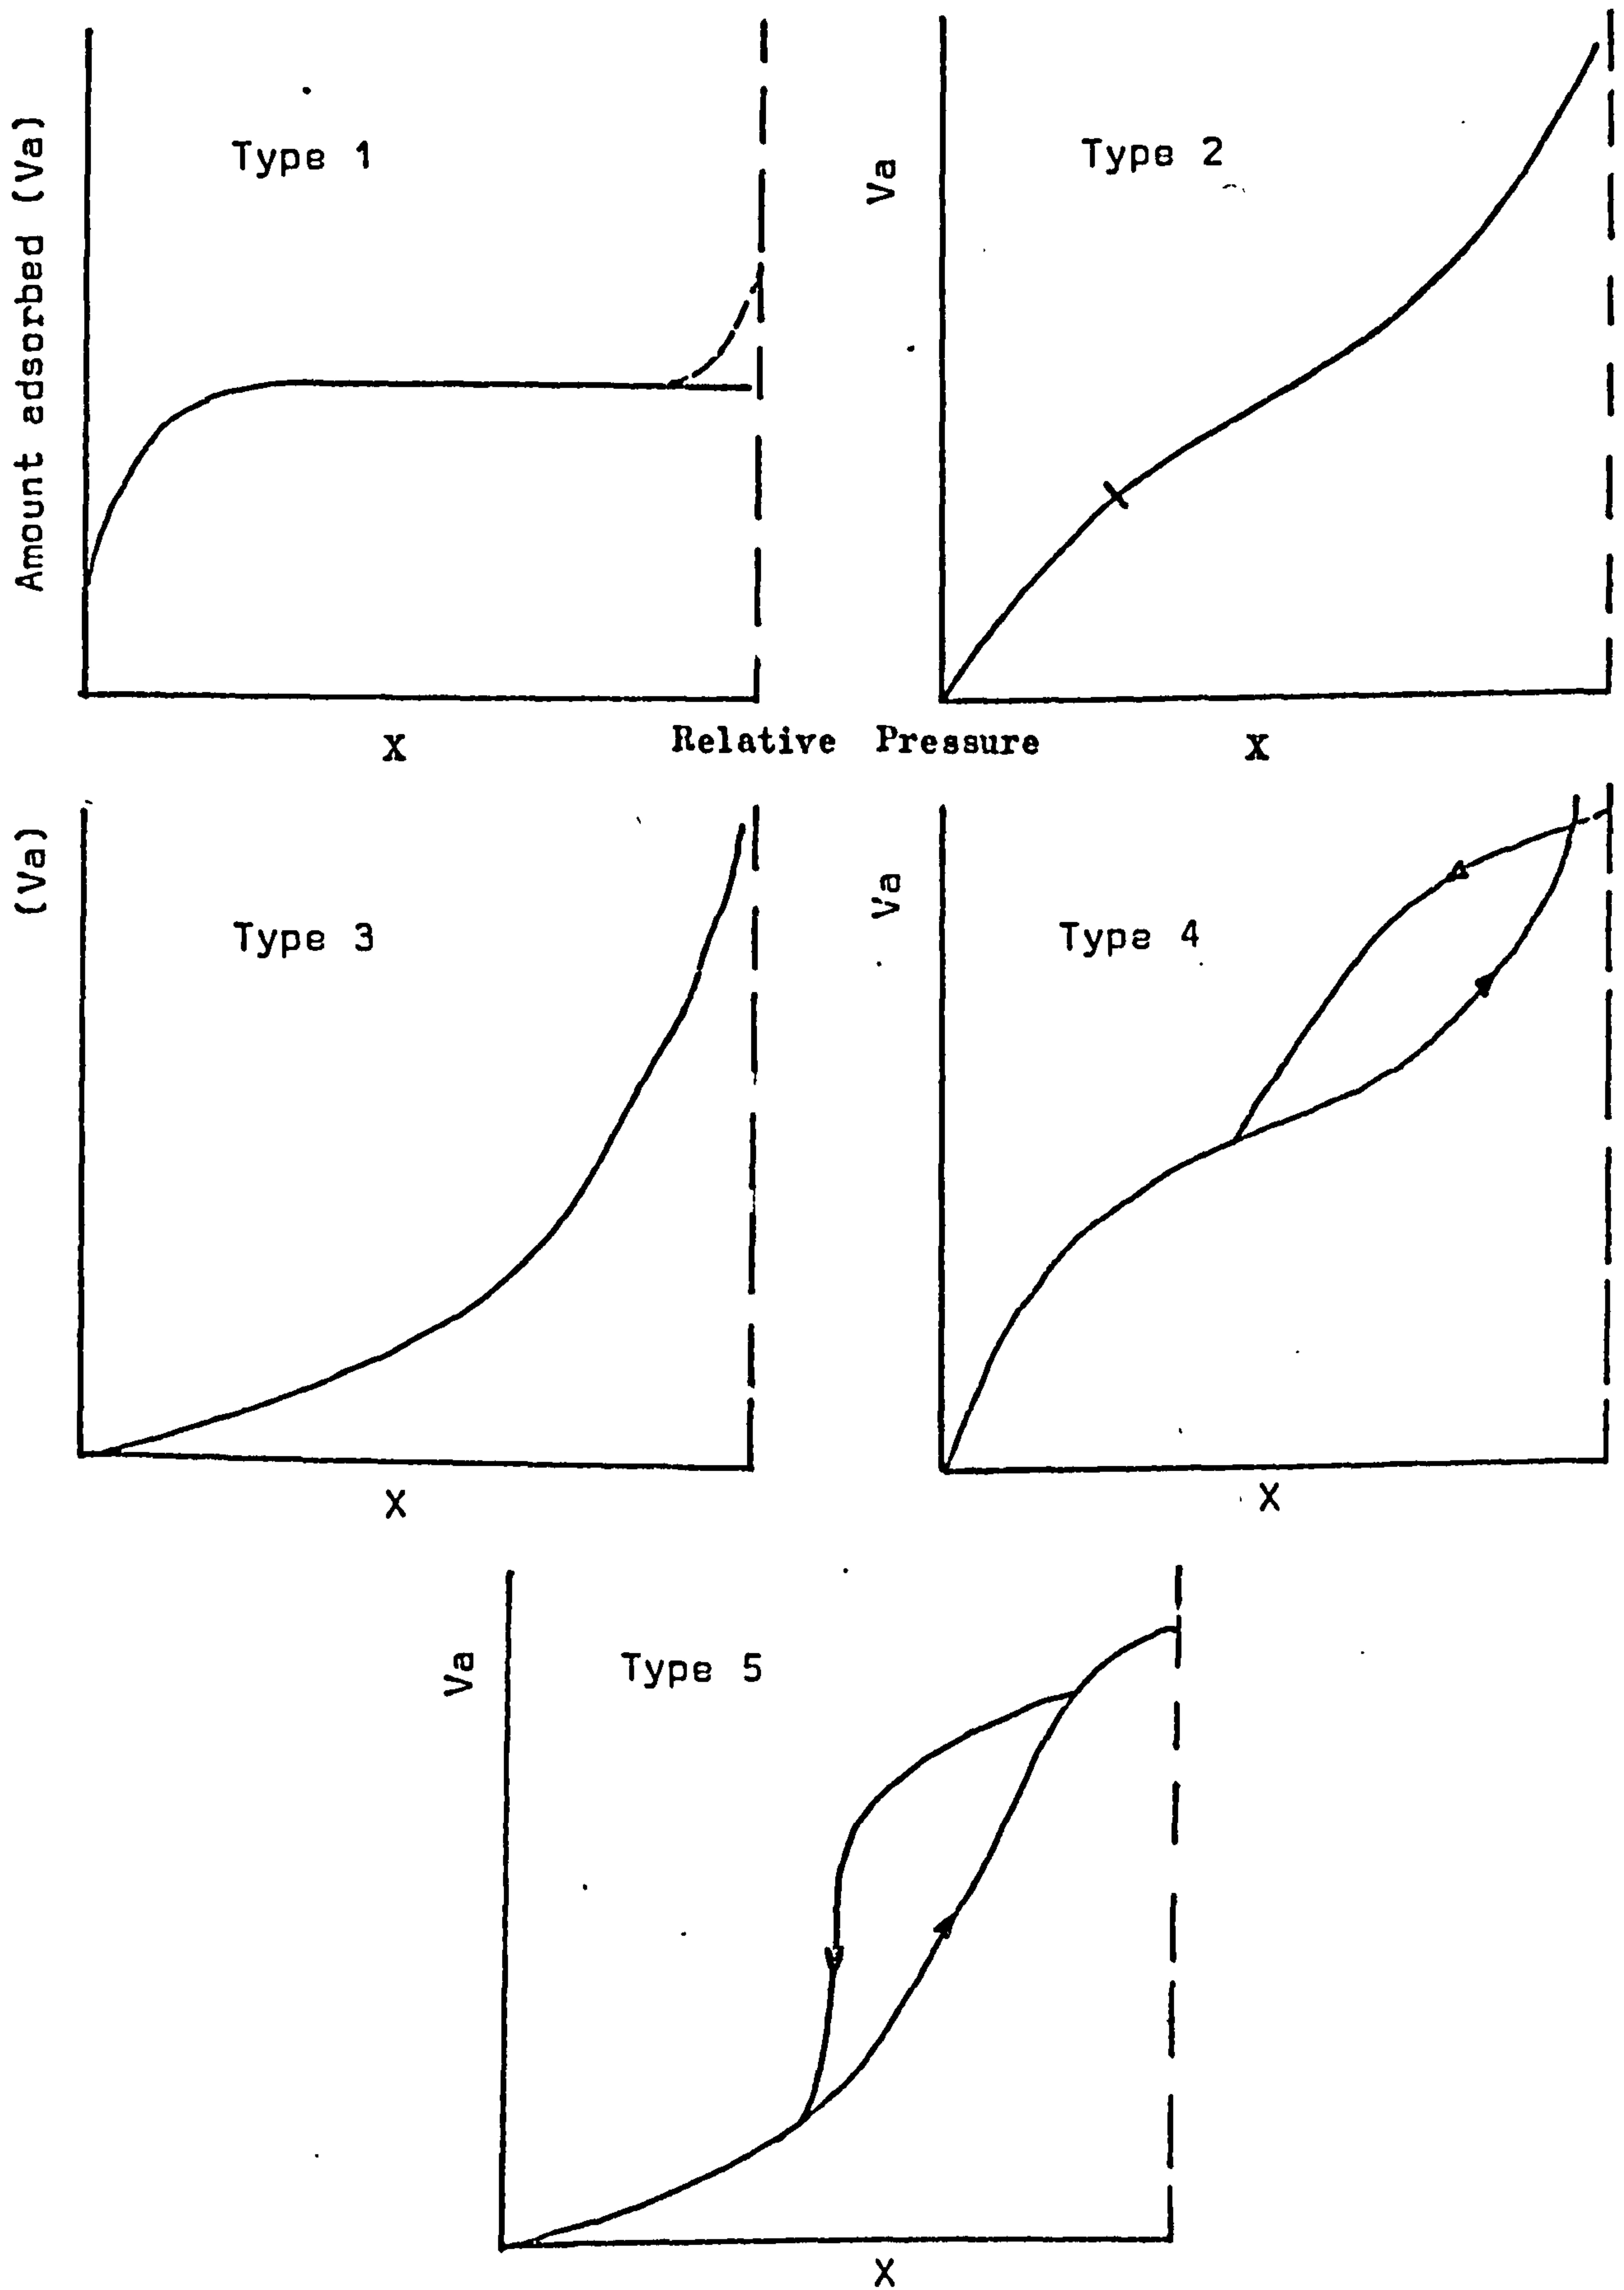 Amount adsorbed (Va)
Type 1
Va
Type 2
X
Relative Pressure
X
(Va)
Type 3
Va
Type 4
X
X
Va
Type 5
X